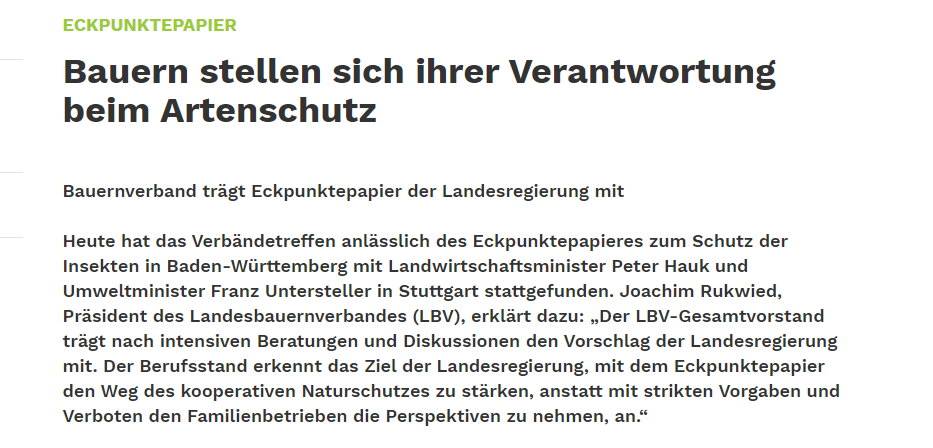 ECKPUNKTEPAPIER
Bauern stellen sich ihrer Verantwortung
beim Artenschutz
Bauernverband trägt Eckpunktepapier der Landesregierung mit
Heute hat das Verbändetreffen anlässlich des Eckpunktepapieres zum Schutz der
Insekten in Baden-Württemberg mit Landwirtschaftsminister Peter Hauk und
Umweltminister Franz Untersteller in Stuttgart stattgefunden. Joachim Rukwied,
Präsident des Landesbauernverbandes (LBV), erklärt dazu: „Der LBV-Gesamtvorstand
trägt nach intensiven Beratungen und Diskussionen den Vorschlag der Landesregierung
mit. Der Berufsstand erkennt das Ziel der Landesregierung, mit dem Eckpunktepapier
den Weg des kooperativen Naturschutzes zu stärken, anstatt mit strikten Vorgaben und
Verboten den Familienbetrieben die Perspektiven zu nehmen, an.“